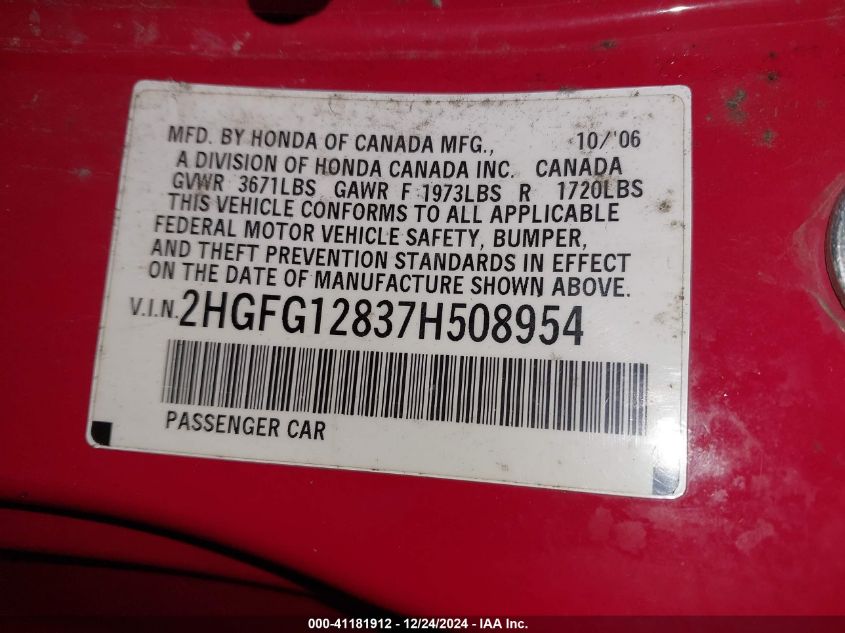 MFD. BY HONDA OF CANADA MFG., 10/'06
A DIVISION OF HONDA CANADA INC. CANADA
GVWR 3671LBS GAWR F 1973LBS R 1720LBS
THIS VEHICLE CONFORMS TO ALL APPLICABLE
FEDERAL MOTOR VEHICLE SAFETY, BUMPER,
AND THEFT PREVENTION STANDARDS IN EFFECT
ON THE DATE OF MANUFACTURE SHOWN ABOVE.
V.I.N. 2HGFG12837H508954
PASSENGER CAR
000-41181912 - 12/24/2024 - IAA Inc.